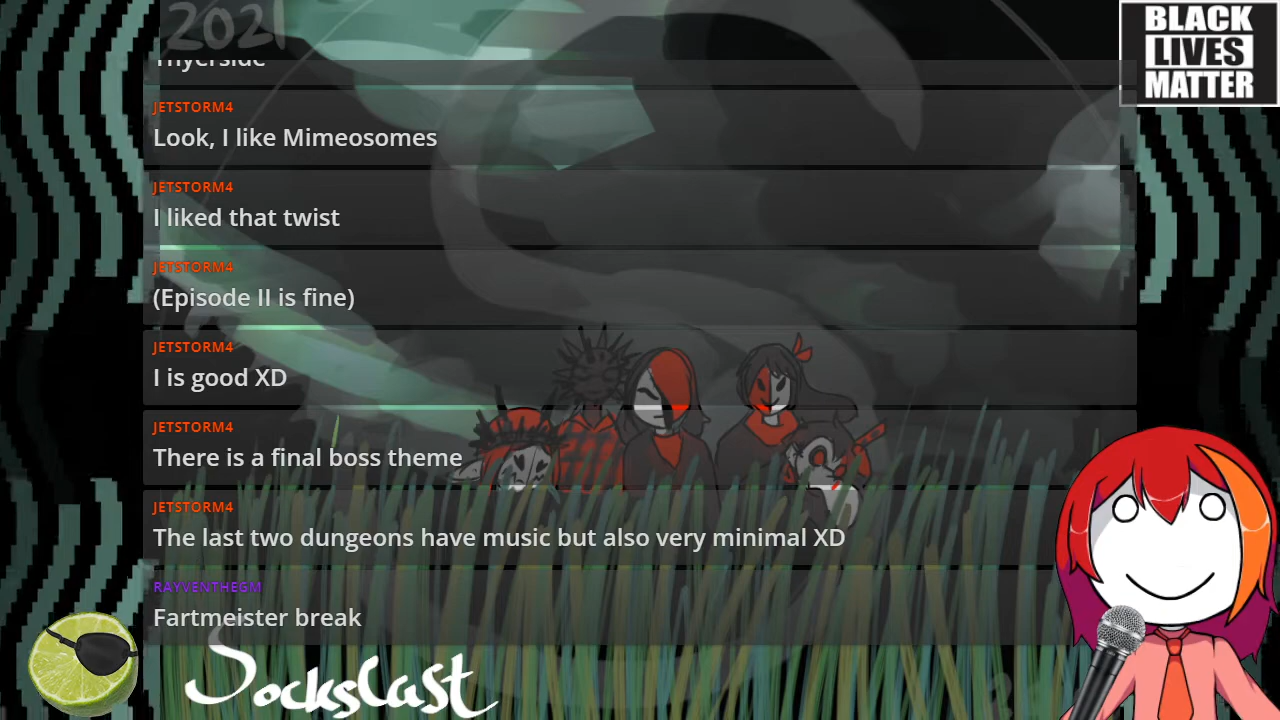 2021
Thyerside
BLACK
LIVES
MATTER
JETSTORM4
Look, I like Mimeosomes
JETSTORM4
I liked that twist
JETSTORM4
(Episode II is fine)
JETSTORM4
I is good XD
JETSTORM4
There is a final boss theme
JETSTORM4
The last two dungeons have music but also very minimal XD
RAYVENTHEGM
Fartmeister break
SocksCast